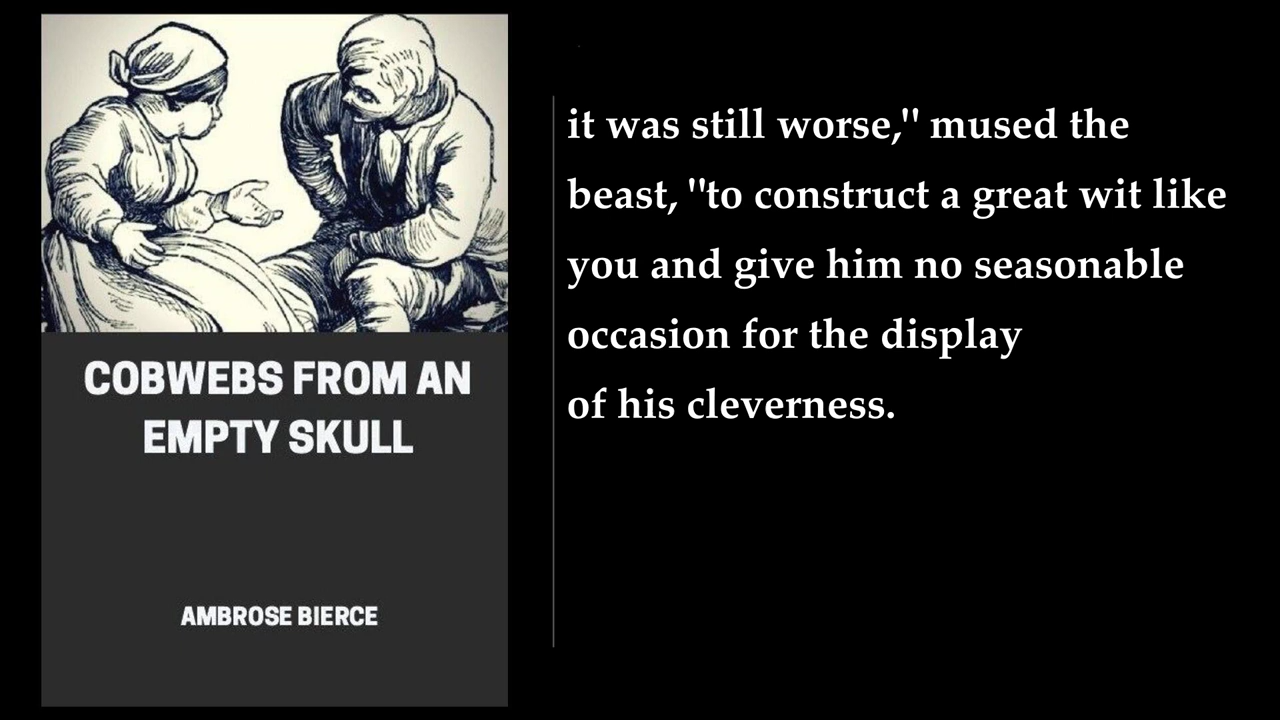 COBWEBS FROM AN
EMPTY SKULL
AMBROSE BIERCE
it was still worse," mused the
beast, "to construct a great wit like
you and give him no seasonable
occasion for the display
of his cleverness.